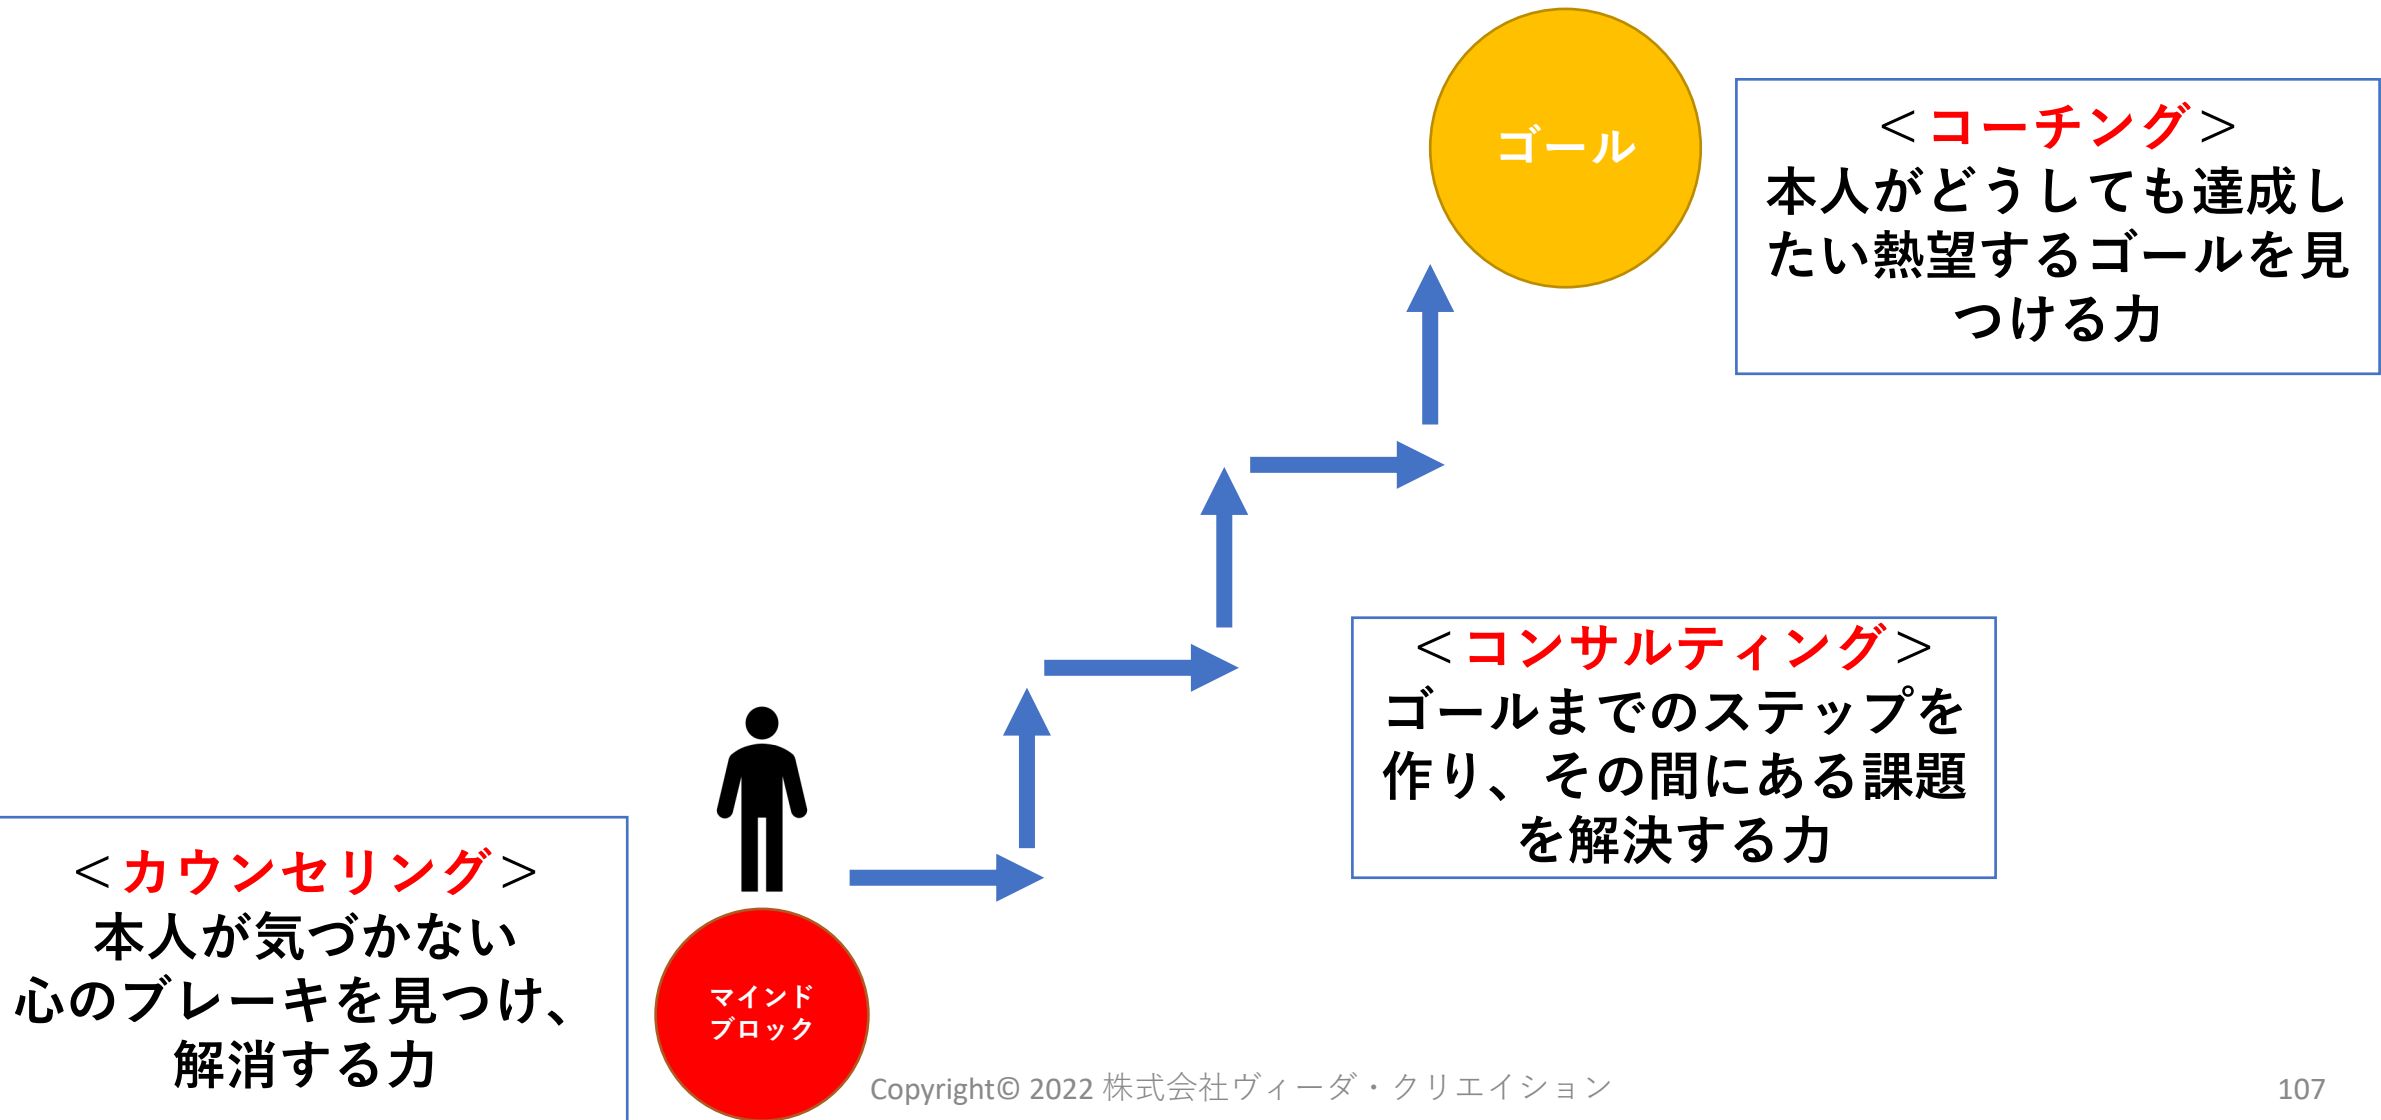 ゴール
＜コーチング＞
本人がどうしても達成し
たい熱望するゴールを見
つける力
＜コンサルティング＞
ゴールまでのステップを
作り、その間にある課題
を解決する力
＜カウンセリング＞
本人が気づかない
心のブレーキを見つけ、
解消する力
マインド
ブロック
Copyright© 2022 株式会社ヴィーダ・クリエイション
107